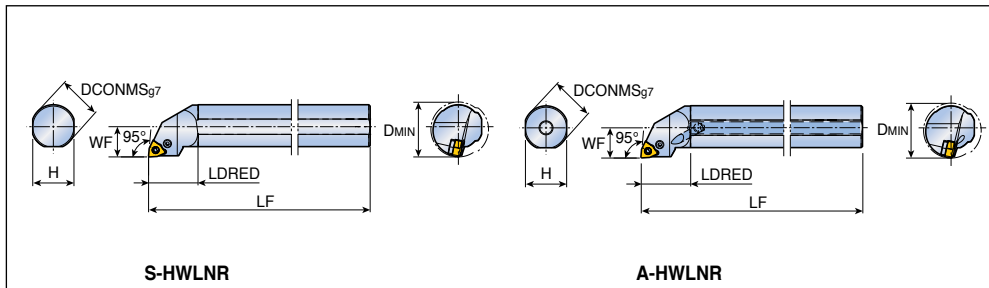 DCONMSg7
WF
95°
H
LDRED
LF
DMIN
S-HWLNR
DCONMSg7
WF
95°
H
LDRED
LF
DMIN
A-HWLNR